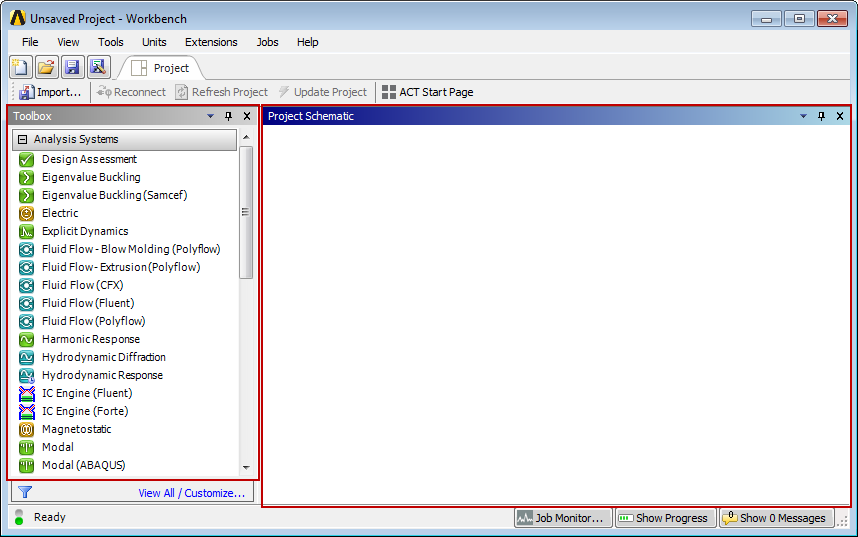 Unsaved Project - Workbench
File View Tools Units Extensions Jobs Help
Project
Import... Reconnect Refresh Project Update Project ACT Start Page
Toolbox
Project Schematic
Analysis Systems
Design Assessment
Eigenvalue Buckling
Eigenvalue Buckling (Samcef)
Electric
Explicit Dynamics
Fluid Flow - Blow Molding (Polyflow)
Fluid Flow- Extrusion (Polyflow)
Fluid Flow (CFX)
Fluid Flow (Fluent)
Fluid Flow (Polyflow)
Harmonic Response
Hydrodynamic Diffraction
Hydrodynamic Response
IC Engine (Fluent)
IC Engine (Forte)
Magnetostatic
Modal
Modal (ABAQUS)
View All / Customize...
Ready
Job Monitor... Show Progress 0 Show 0 Messages